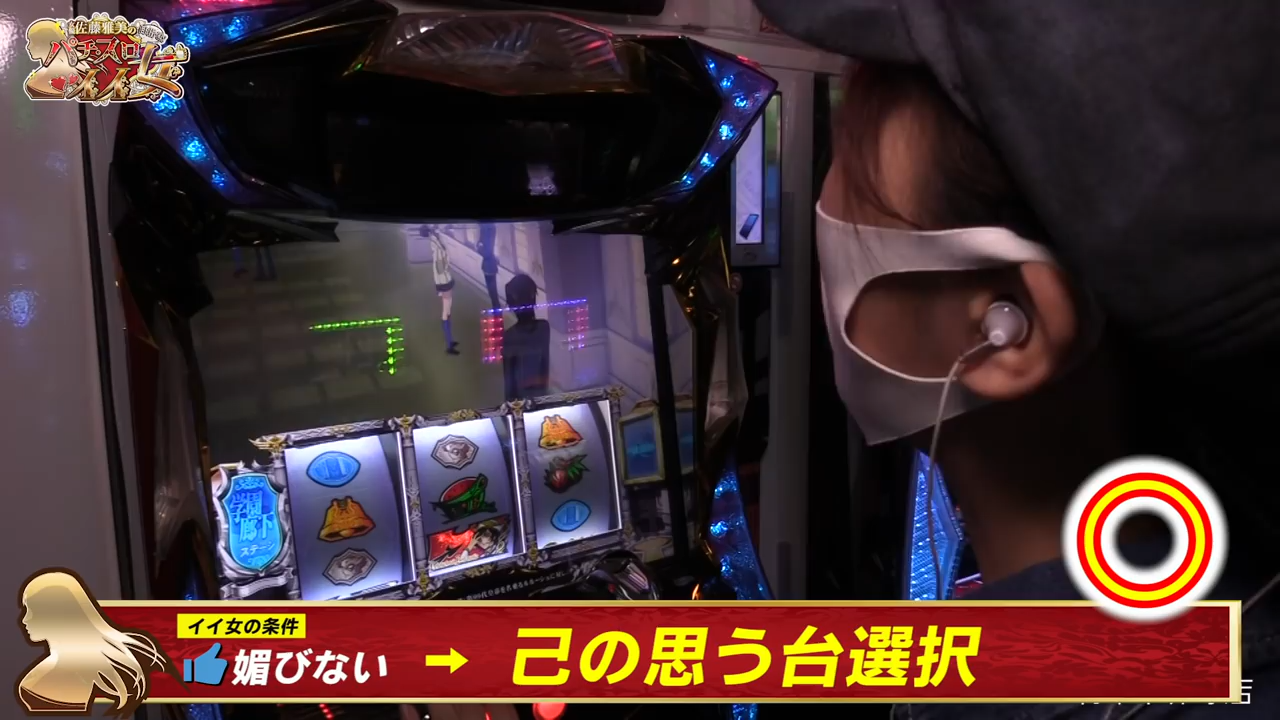 佐藤雅美の
パチスロ
イイ女
学園
廊下
ステージ
イイ女の条件
媚びない → 己の思う台選択
店